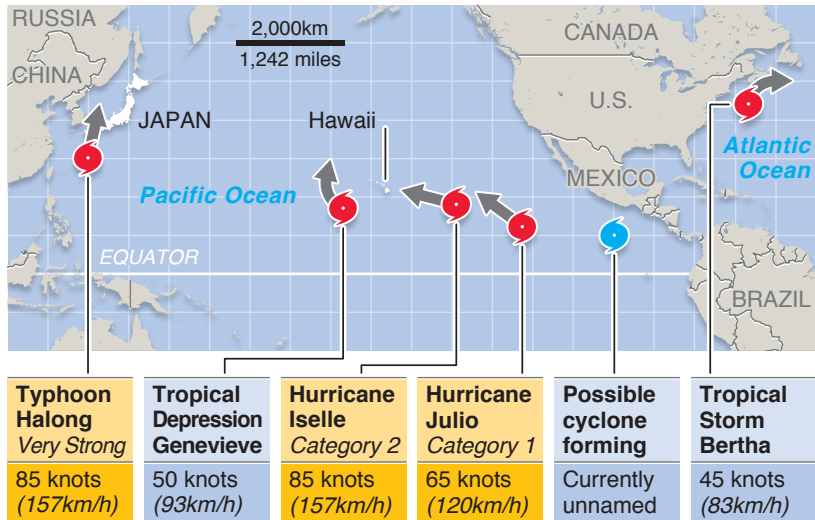 RUSSIA
2,000km
1,242 miles
CANADA
CHINA
U.S.
JAPAN
Hawaii
Atlantic
Ocean
MEXICO
Pacific Ocean
EQUATOR
BRAZIL
Typhoon
Halong
Very Strong
85 knots
(157km/h)
Tropical
Depression
Genevieve
50 knots
(93km/h)
Hurricane
Iselle
Category 2
85 knots
(157km/h)
Hurricane
Julio
Category 1
65 knots
(120km/h)
Possible
cyclone
forming
Currently
unnamed
Tropical
Storm
Bertha
45 knots
(83km/h)